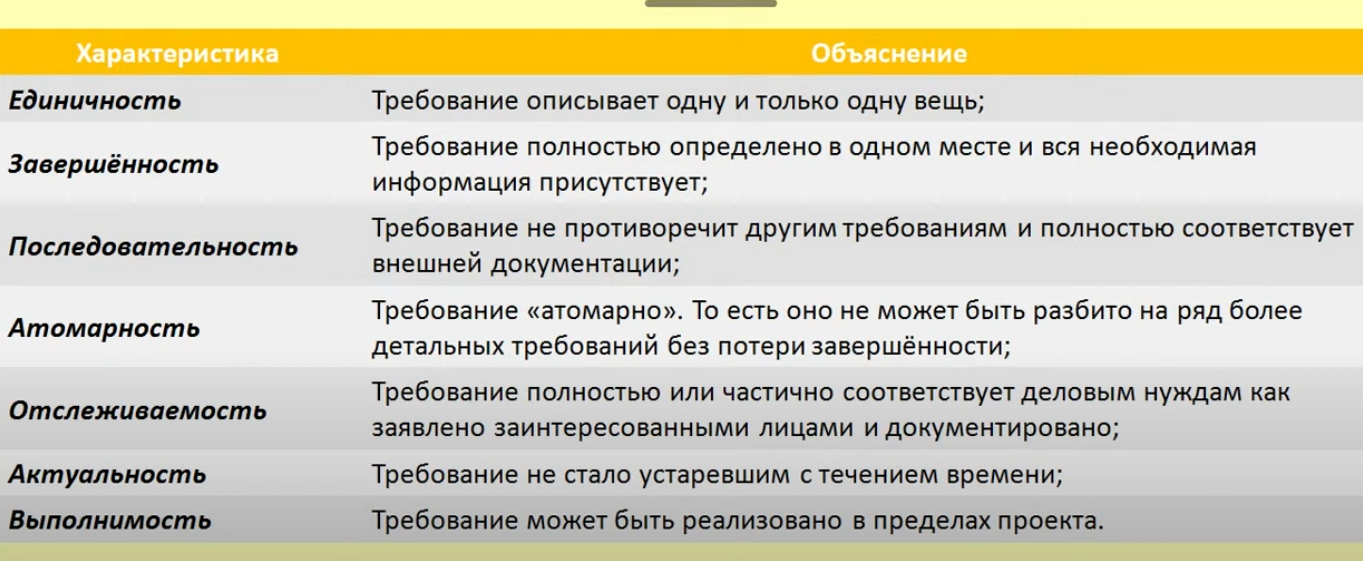 Характеристика Объяснение
Единичность Требование описывает одну и только одну вещь;
Завершённость Требование полностью определено в одном месте и вся необходимая
информация присутствует;
Последовательность Требование не противоречит другим требованиям и полностью соответствует
внешней документации;
Атомарность Требование «атомарно». То есть оно не может быть разбито на ряд более
детальных требований без потери завершённости;
Отслеживаемость Требование полностью или частично соответствует деловым нуждам как
заявлено заинтересованными лицами и документировано;
Актуальность Требование не стало устаревшим с течением времени;
Выполнимость Требование может быть реализовано в пределах проекта.